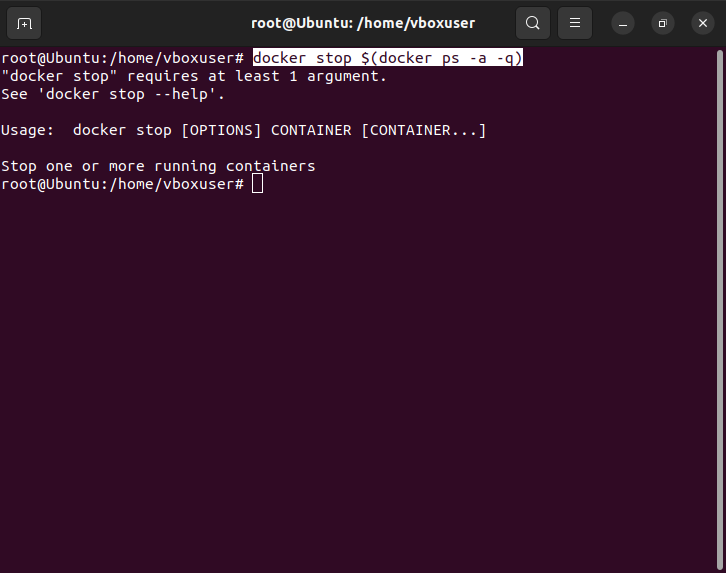 root@Ubuntu: /home/vboxuser
root@Ubuntu:/home/vboxuser# docker stop $(docker ps -a -q)
"docker stop" requires at least 1 argument.
See 'docker stop --help'.
Usage:  docker stop [OPTIONS] CONTAINER [CONTAINER...]
Stop one or more running containers
root@Ubuntu:/home/vboxuser#